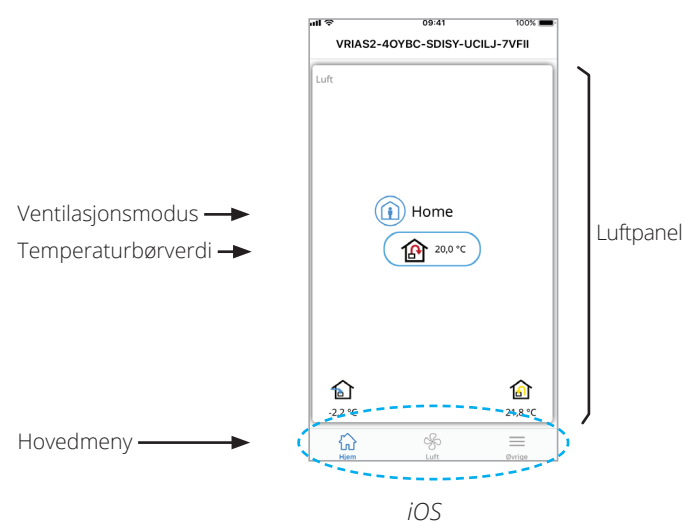 09:41 100%
VRIAS2-4OYBC-SDISY-UCILJ-7VFII
Luft
Ventilasjonsmodus
Home
Temperaturbørverdi
20,0 °C
Luftpanel
-2,2 °C 21,8 °C
Hovedmeny
Hjem Luft Øvrige
iOS